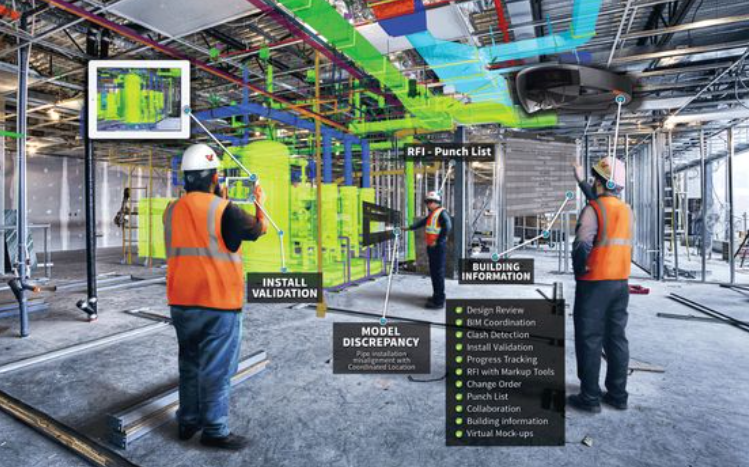 RFI - Punch List
INSTALL
VALIDATION
BUILDING
INFORMATION
MODEL
DISCREPANCY
Pipe installation
misalignment with
Coordinated Location
Design Review
BIM Coordination
Clash Detection
Install Validation
Progress Tracking
RFI with Markup Tools
Change Order
Punch List
Collaboration
Building information
Virtual Mock-ups